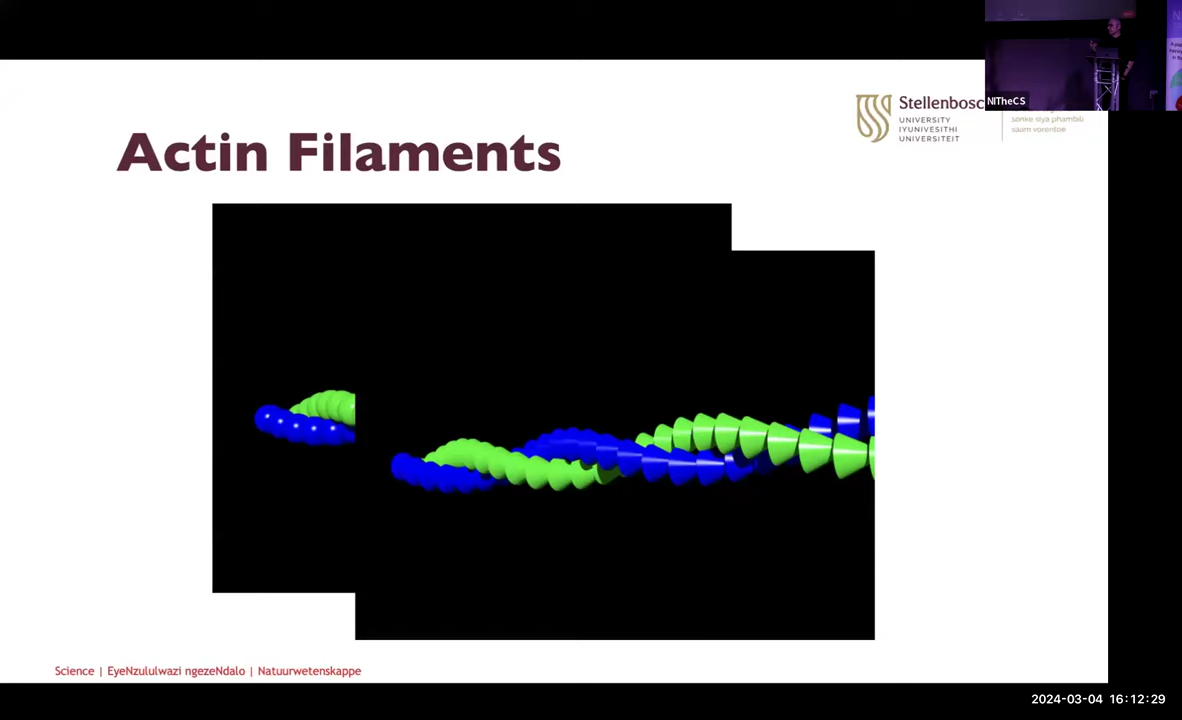 NITheCS
Stellenbosc
UNIVERSITY
IYUNIVESITHI
UNIVERSITEIT
sonke siya phambili
saam vorentoe
Actin Filaments
Science | EyeNzululwazi ngezeNdalo | Natuurwetenskappe
2024-03-04 16:12:29